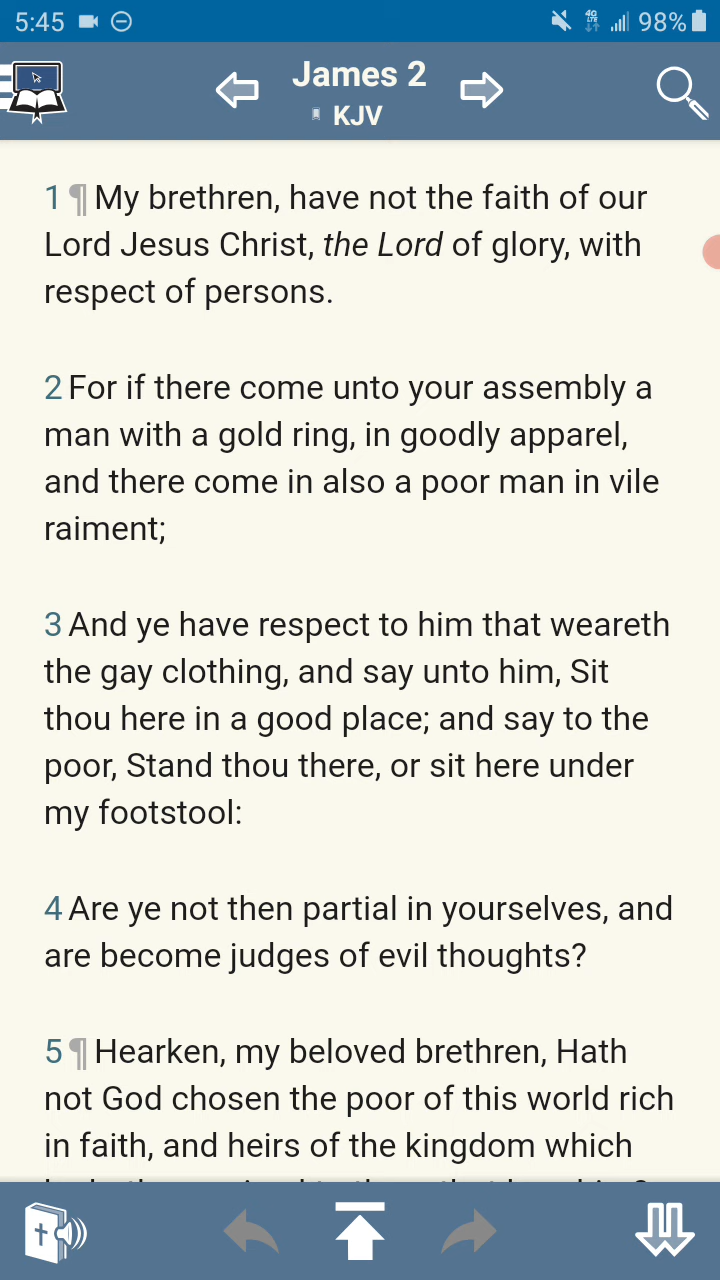 5:45
4G LTE 98%
James 2
KJV
1 ¶ My brethren, have not the faith of our
Lord Jesus Christ, the Lord of glory, with
respect of persons.
2 For if there come unto your assembly a
man with a gold ring, in goodly apparel,
and there come in also a poor man in vile
raiment;
3 And ye have respect to him that weareth
the gay clothing, and say unto him, Sit
thou here in a good place; and say to the
poor, Stand thou there, or sit here under
my footstool:
4 Are ye not then partial in yourselves, and
are become judges of evil thoughts?
5 ¶ Hearken, my beloved brethren, Hath
not God chosen the poor of this world rich
in faith, and heirs of the kingdom which